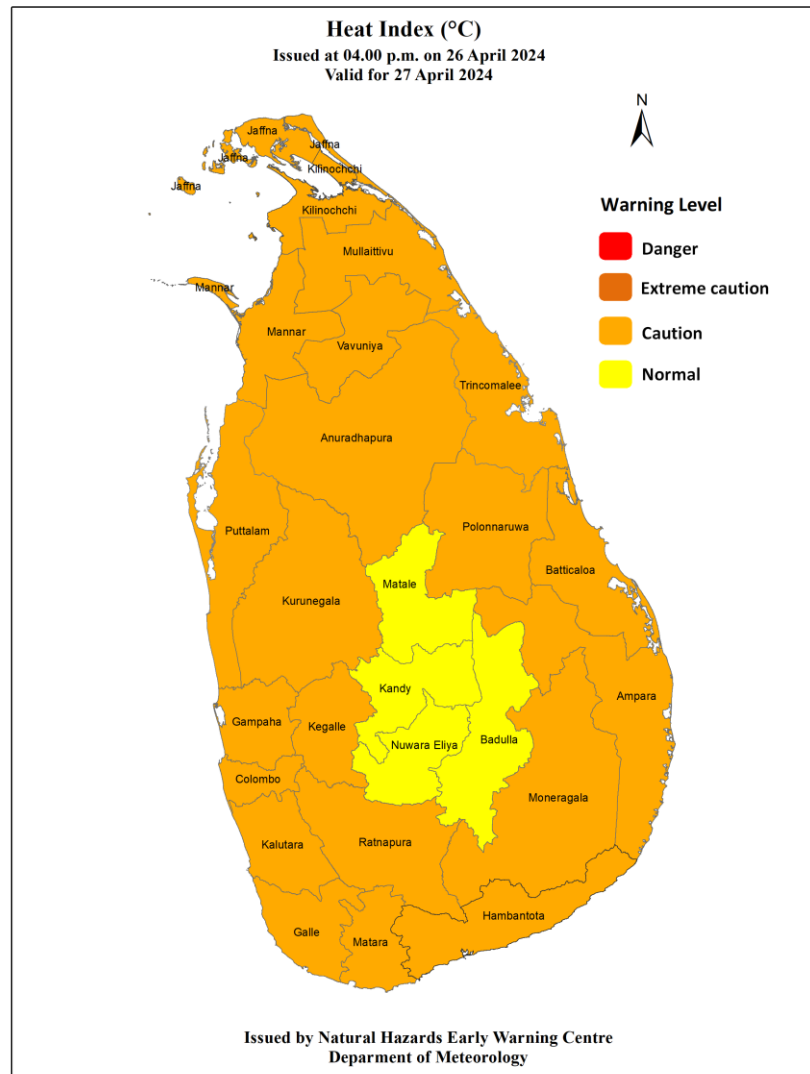 Heat Index (°C)
Issued at 04.00 p.m. on 26 April 2024
Valid for 27 April 2024
N
Jaffna
Jaffna
Jaffna
Kilinochchi
Jaffna
Kilinochchi
Warning Level
Danger
Mullaittivu
Extreme caution
Mannar
Mannar
Caution
Vavuniya
Normal
Trincomalee
Anuradhapura
Puttalam
Polonnaruwa
Batticaloa
Matale
Kurunegala
Kandy
Ampara
Gampaha
Kegalle
Nuwara Eliya
Badulla
Colombo
Moneragala
Kalutara
Ratnapura
Hambantota
Galle
Matara
Issued by Natural Hazards Early Warning Centre
Deparment of Meteorology